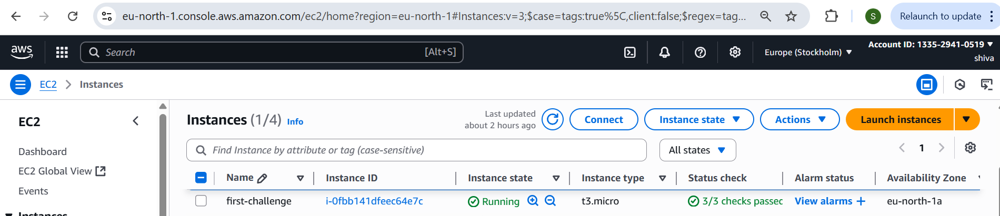 eu-north-1.console.aws.amazon.com/ec2/home?region=eu-north-1#Instances:v=3;$case=tags:true%5C,client:false;$regex=tag...
S
Relaunch to update
aws
Search
[Alt+S]
Europe (Stockholm)
Account ID: 1335-2941-0519
shiva
EC2
Instances
EC2
Dashboard
EC2 Global View
Events
Instances
Instances (1/4) Info
Last updated
about 2 hours ago
Connect
Instance state
Actions
Launch instances
Find Instance by attribute or tag (case-sensitive)
All states
1
Name Instance ID Instance state Instance type Status check Alarm status Availability Zone
first-challenge i-0fbb141dfeec64e7c Running t3.micro 3/3 checks passec View alarms + eu-north-1a